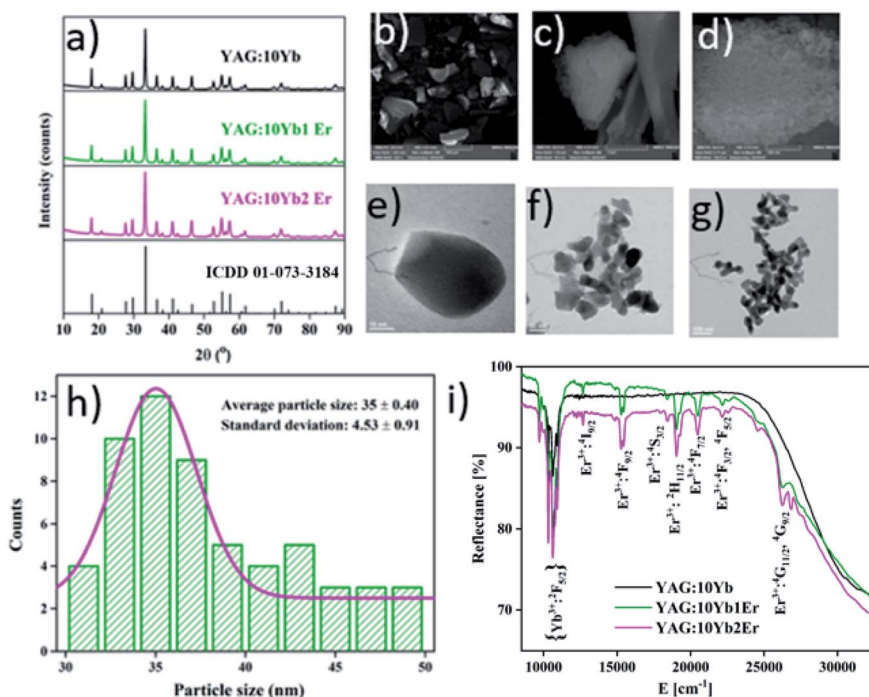 a)
YAG:10Yb
YAG:10Yb1 Er
YAG:10Yb2 Er
ICDD 01-073-3184
Intensity (counts)
10 20 30 40 50 60 70 80 90
2θ (°)
b)
c)
d)
e)
f)
g)
h)
Average particle size: 35 ± 0.40
Standard deviation: 4.53 ± 0.91
Counts
12
10
8
6
4
2
0
30 35 40 45 50
Particle size (nm)
i)
Reflectance [%]
100
90
80
70
{Yb³⁺:²F₅/₂}
Er³⁺:⁴I₉/₂
Er³⁺:⁴F₉/₂
Er³⁺:⁴S₃/₂
Er³⁺: ²H₁₁/₂
Er³⁺:⁴F₇/₂
Er³⁺:⁴F₃/₂, ⁴F₅/₂
Er³⁺:⁴G₁₁/₂, ⁴G₉/₂
YAG:10Yb
YAG:10Yb1Er
YAG:10Yb2Er
10000 15000 20000 25000 30000
E [cm⁻¹]